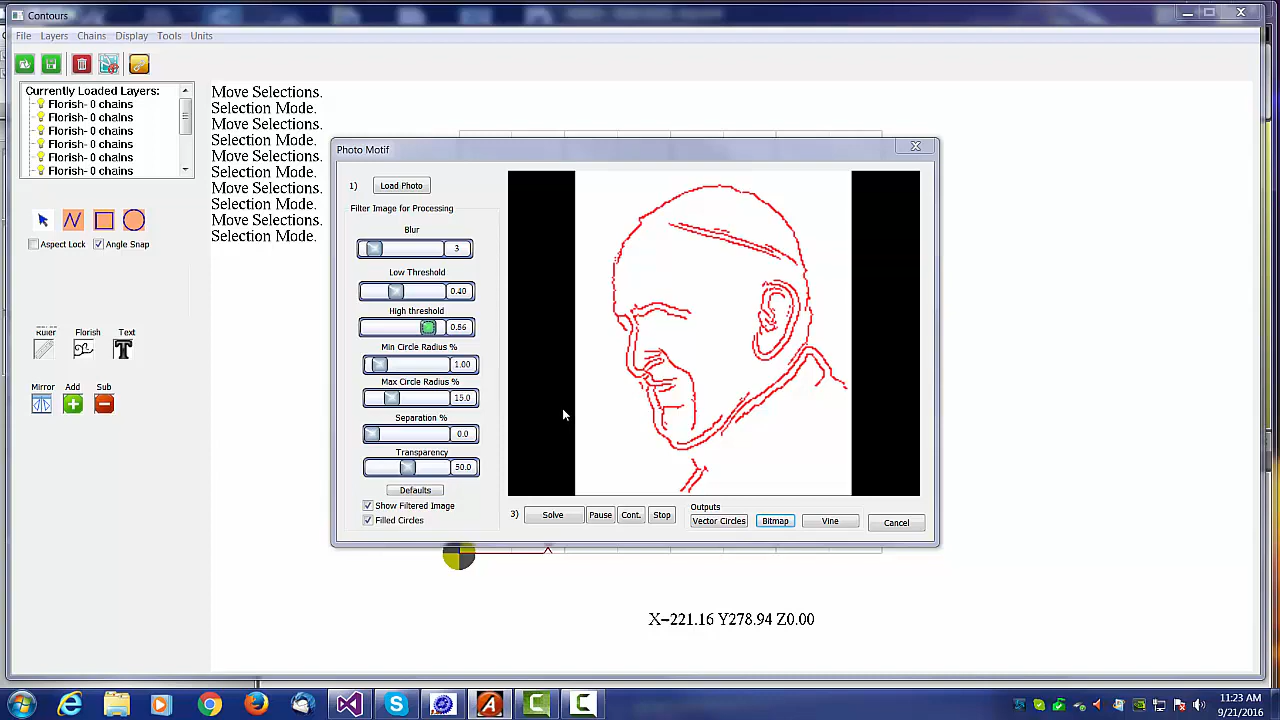 Contours
File Layers Chains Display Tools Units
Currently Loaded Layers:
Florish- 0 chains
Florish- 0 chains
Florish- 0 chains
Florish- 0 chains
Florish- 0 chains
Florish- 0 chains
Aspect Lock Angle Snap
Ruler Florish Text
Mirror Add Sub
Move Selections.
Selection Mode.
Move Selections.
Selection Mode.
Move Selections.
Selection Mode.
Move Selections.
Selection Mode.
Move Selections.
Selection Mode.
Photo Motif
1) Load Photo
Filter Image for Processing
Blur
3
Low Threshold
0.40
High threshold
0.86
Min Circle Radius %
1.00
Max Circle Radius %
15.0
Separation %
0.0
Transparency
50.0
Defaults
Show Filtered Image
Filled Circles
3) Solve Pause Cont. Stop
Outputs
Vector Circles Bitmap Vine Cancel
X-221.16 Y278.94 Z0.00
11:23 AM
9/21/2016